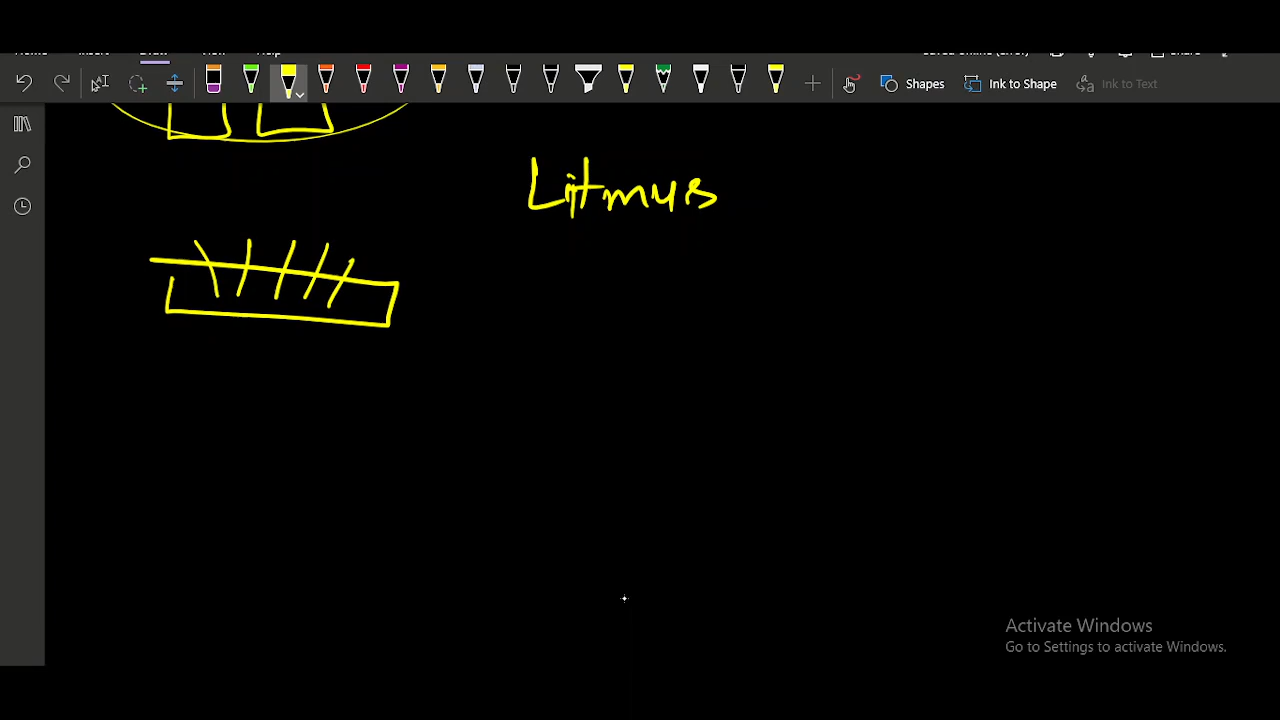 Shapes Ink to Shape Ink to Text
Litmus
Activate Windows
Go to Settings to activate Windows.